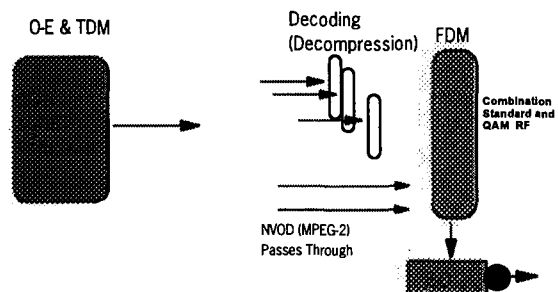 O-E & TDM
Decoding
(Decompression)
FDM
Combination
Standard and
QAM RF
NVOD (MPEG-2)
Passes Through